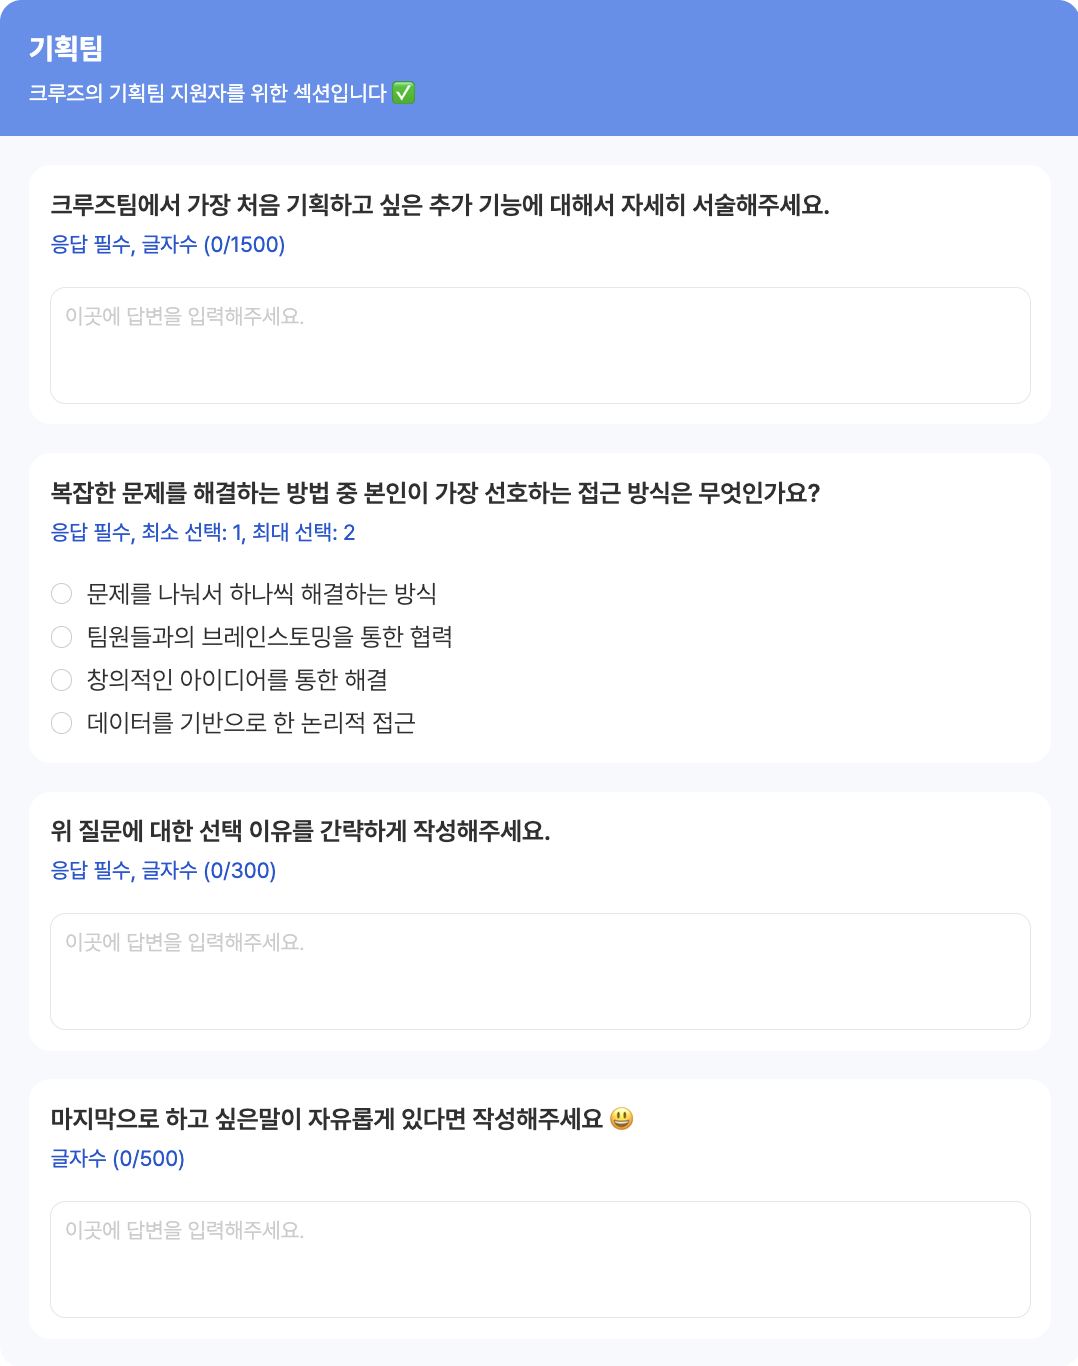 기획팀
크루즈의 기획팀 지원자를 위한 섹션입니다 ✅
크루즈팀에서 가장 처음 기획하고 싶은 추가 기능에 대해서 자세히 서술해주세요.
응답 필수, 글자수 (0/1500)
이곳에 답변을 입력해주세요.
복잡한 문제를 해결하는 방법 중 본인이 가장 선호하는 접근 방식은 무엇인가요?
응답 필수, 최소 선택: 1, 최대 선택: 2
문제를 나눠서 하나씩 해결하는 방식
팀원들과의 브레인스토밍을 통한 협력
창의적인 아이디어를 통한 해결
데이터를 기반으로 한 논리적 접근
위 질문에 대한 선택 이유를 간략하게 작성해주세요.
응답 필수, 글자수 (0/300)
이곳에 답변을 입력해주세요.
마지막으로 하고 싶은말이 자유롭게 있다면 작성해주세요 😃
글자수 (0/500)
이곳에 답변을 입력해주세요.